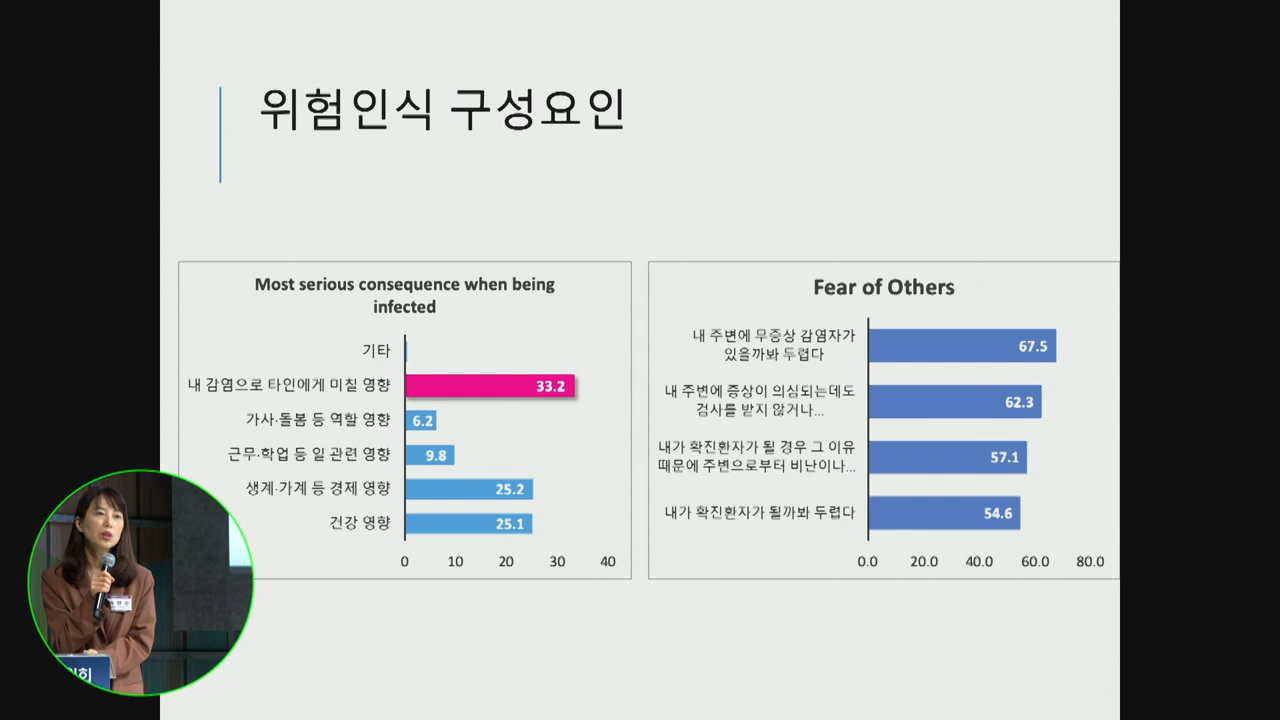 위험인식 구성요인
Most serious consequence when being
infected
기타
내 감염으로 타인에게 미칠 영향
33.2
가사·돌봄 등 역할 영향
6.2
근무·학업 등 일 관련 영향
9.8
생계·가계 등 경제 영향
25.2
건강 영향
25.1
0 10 20 30 40
Fear of Others
내 주변에 무증상 감염자가
있을까봐 두렵다
67.5
내 주변에 증상이 의심되는데도
검사를 받지 않거나...
62.3
내가 확진환자가 될 경우 그 이유
때문에 주변으로부터 비난이나...
57.1
내가 확진환자가 될까봐 두렵다
54.6
0.0 20.0 40.0 60.0 80.0